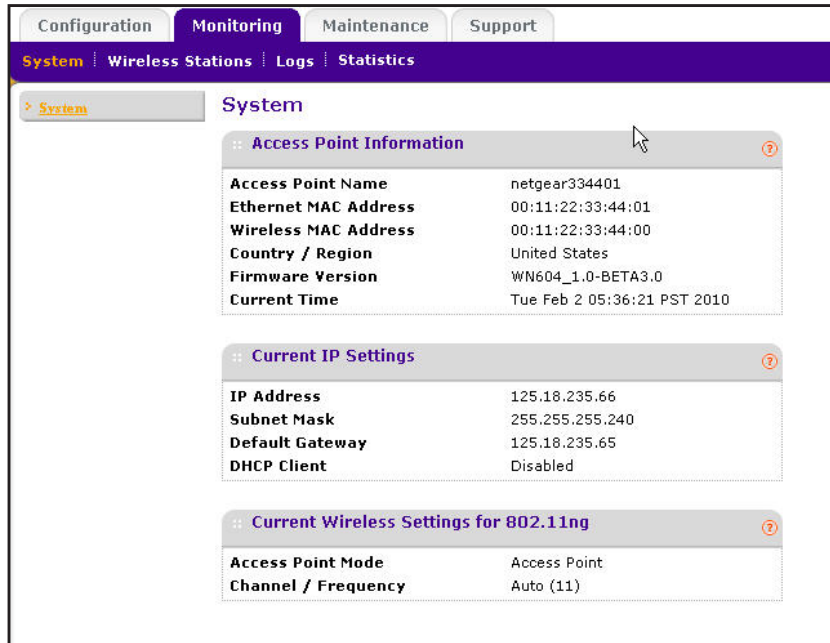 Configuration Monitoring Maintenance Support
System Wireless Stations Logs Statistics
System
System
Access Point Information
Access Point Name netgear334401
Ethernet MAC Address 00:11:22:33:44:01
Wireless MAC Address 00:11:22:33:44:00
Country / Region United States
Firmware Version WN604_1.0-BETA3.0
Current Time Tue Feb 2 05:36:21 PST 2010
Current IP Settings
IP Address 125.18.235.66
Subnet Mask 255.255.255.240
Default Gateway 125.18.235.65
DHCP Client Disabled
Current Wireless Settings for 802.11ng
Access Point Mode Access Point
Channel / Frequency Auto (11)